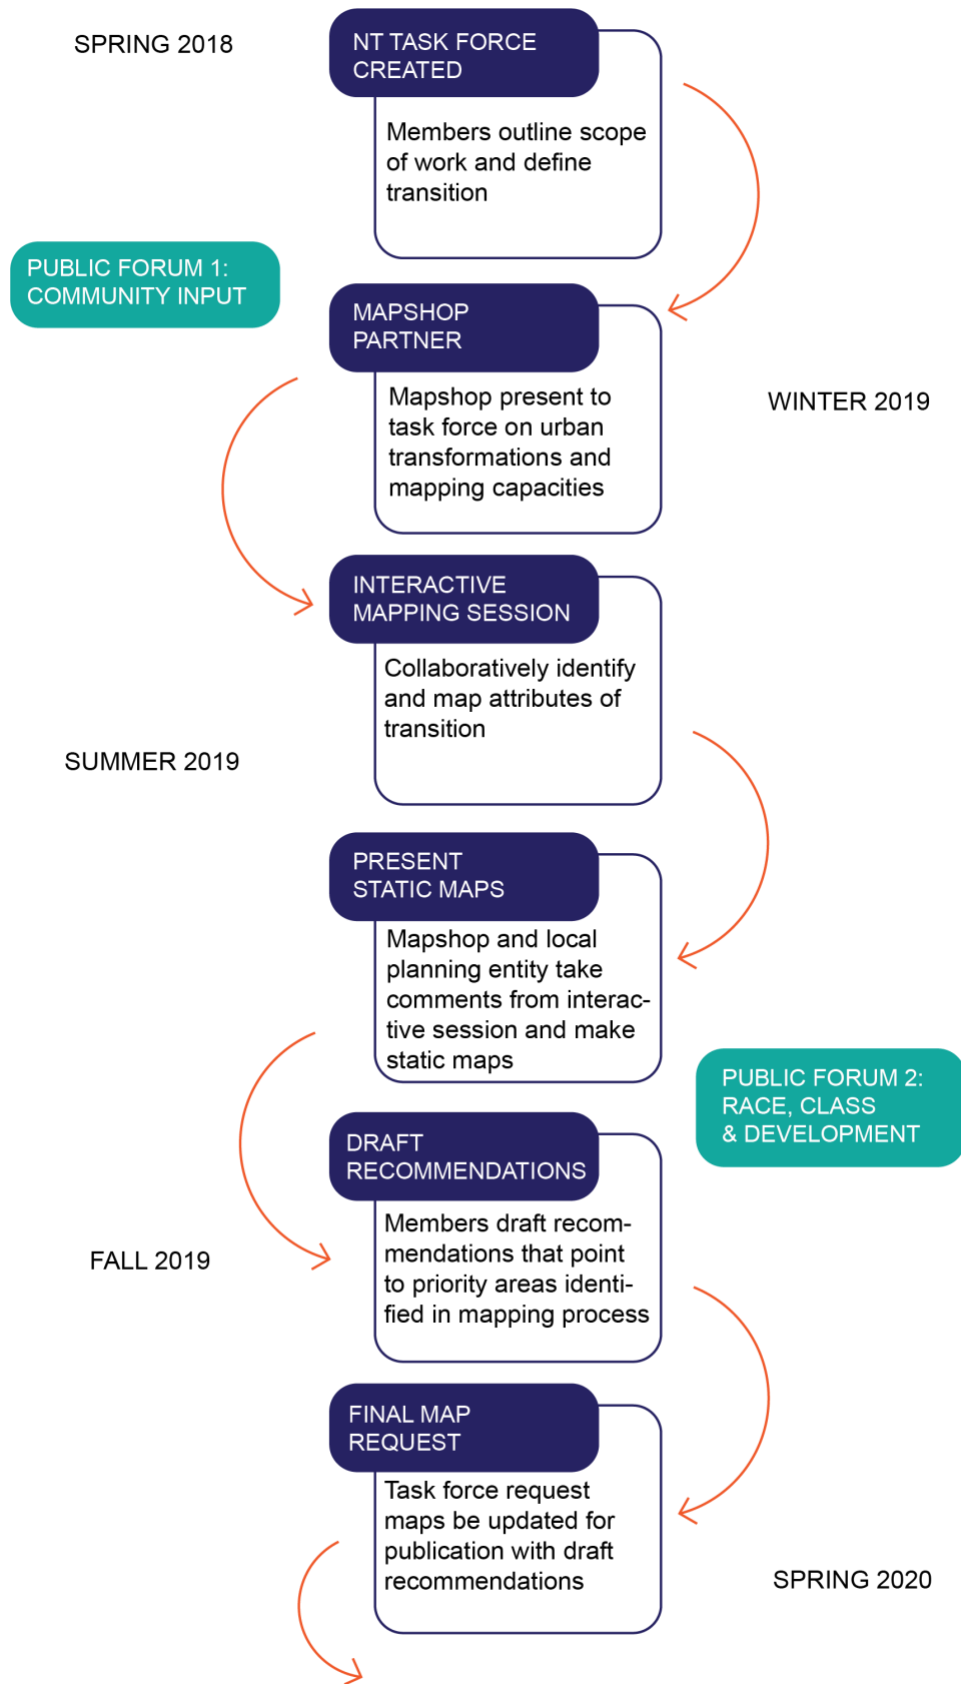 SPRING 2018
NT TASK FORCE
CREATED
Members outline scope
of work and define
transition
PUBLIC FORUM 1:
COMMUNITY INPUT
MAPSHOP
PARTNER
Mapshop present to
task force on urban
transformations and
mapping capacities
WINTER 2019
INTERACTIVE
MAPPING SESSION
Collaboratively identify
and map attributes of
transition
SUMMER 2019
PRESENT
STATIC MAPS
Mapshop and local
planning entity take
comments from interac-
tive session and make
static maps
PUBLIC FORUM 2:
RACE, CLASS
& DEVELOPMENT
DRAFT
RECOMMENDATIONS
Members draft recom-
mendations that point
to priority areas identi-
fied in mapping process
FALL 2019
FINAL MAP
REQUEST
Task force request
maps be updated for
publication with draft
recommendations
SPRING 2020